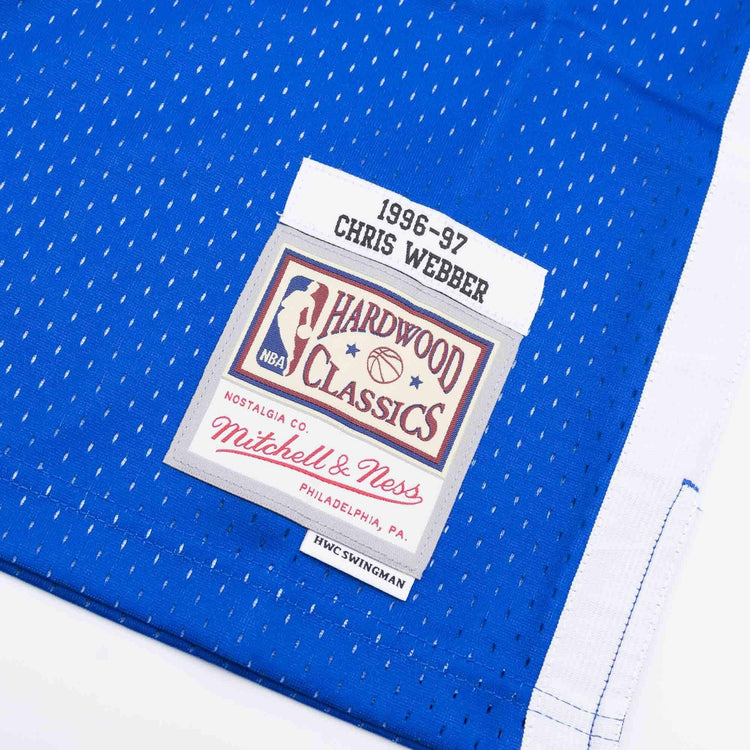 1996-97
CHRIS WEBBER
HARDWOOD
NBA
CLASSICS
NOSTALGIA CO.
Mitchell & Ness
PHILADELPHIA, PA.
HWC SWINGMAN